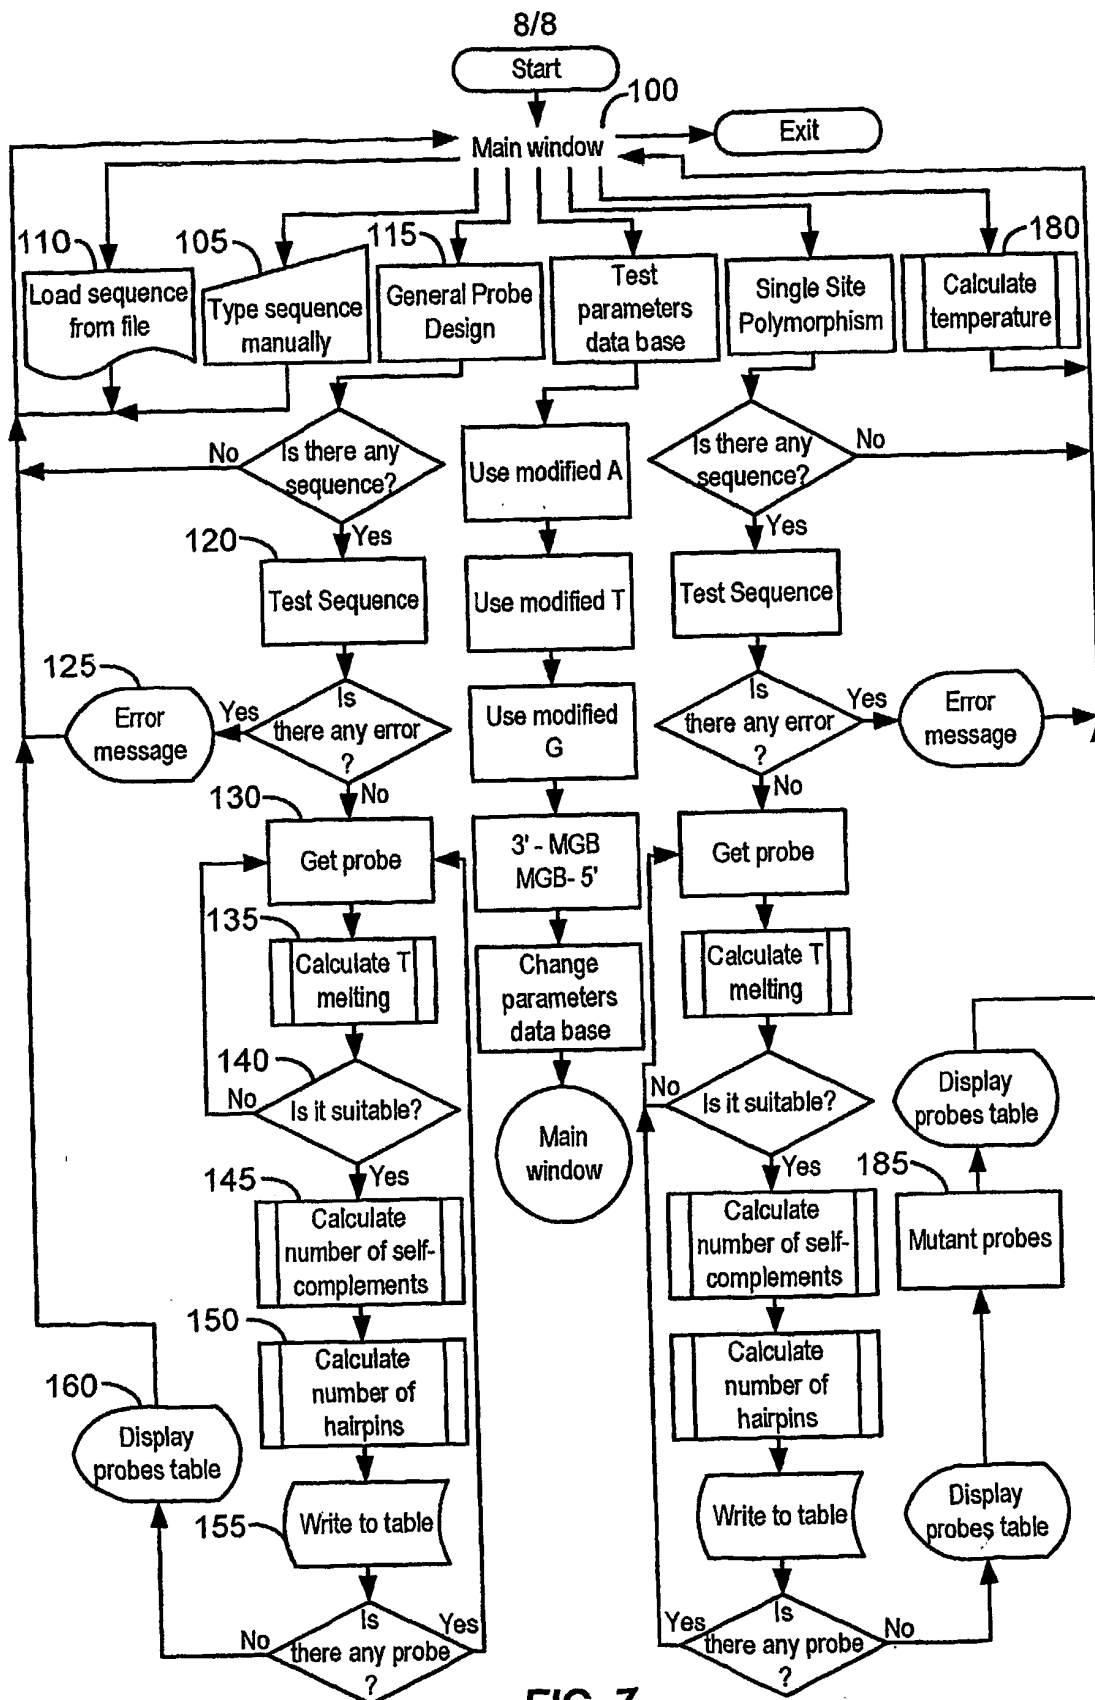 8/8
Start
100
Main window
Exit
110
Load sequence
from file
105
Type sequence
manually
115
General Probe
Design
Test
parameters
data base
Single Site
Polymorphism
180
Calculate
temperature
No
Is there any
sequence?
Yes
120
Test Sequence
125
Error
message
Yes
Is
there any error
?
No
130
Get probe
135
Calculate T
melting
140
No
Is it suitable?
Yes
145
Calculate
number of self-
complements
150
Calculate
number of
hairpins
160
Display
probes table
155
Write to table
No
Is
there any probe
?
Yes
Use modified A
Use modified T
Use modified
G
3' - MGB
MGB- 5'
Change
parameters
data base
Main
window
Is there any
sequence?
No
Yes
Test Sequence
Is
there any error
?
Yes
Error
message
No
Get probe
Calculate T
melting
No
Is it suitable?
Yes
Calculate
number of self-
complements
Calculate
number of
hairpins
Write to table
Yes
Is
there any probe
?
No
Display
probes table
185
Mutant probes
Display
probes table